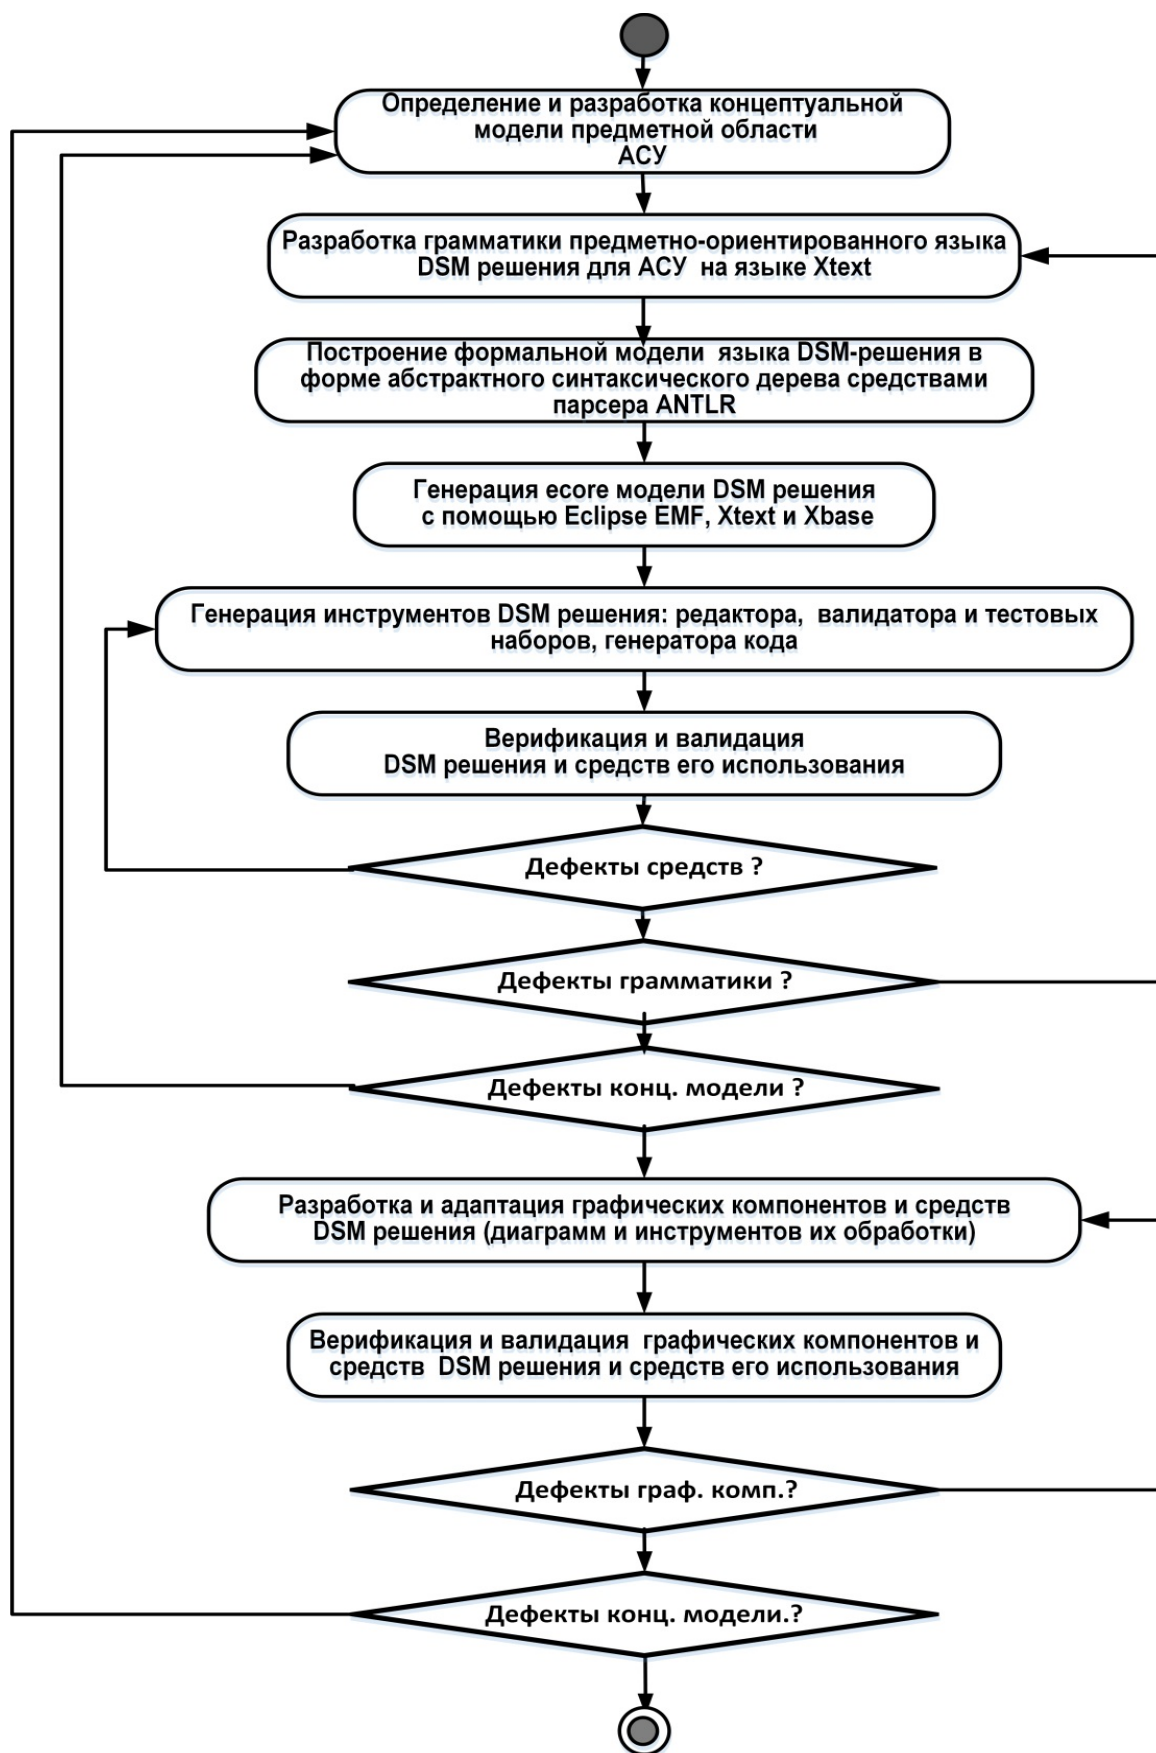 Определение и разработка концептуальной
модели предметной области
АСУ
Разработка грамматики предметно-ориентированного языка
DSM решения для АСУ на языке Xtext
Построение формальной модели языка DSM-решения в
форме абстрактного синтаксического дерева средствами
парсера ANTLR
Генерация ecore модели DSM решения
с помощью Eclipse EMF, Xtext и Xbase
Генерация инструментов DSM решения: редактора, валидатора и тестовых
наборов, генератора кода
Верификация и валидация
DSM решения и средств его использования
Дефекты средств ?
Дефекты грамматики ?
Дефекты конц. модели ?
Разработка и адаптация графических компонентов и средств
DSM решения (диаграмм и инструментов их обработки)
Верификация и валидация графических компонентов и
средств DSM решения и средств его использования
Дефекты граф. комп.?
Дефекты конц. модели.?